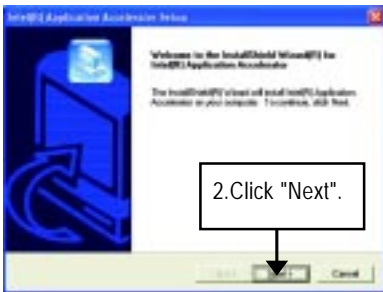 Intel(R) Application Accelerator Setup
Welcome to the InstallShield Wizard(R) for
Intel(R) Application Accelerator
The InstallShield(R) Wizard will install Intel(R) Application
Accelerator on your computer. To continue, click Next.
2.Click "Next".
Cancel